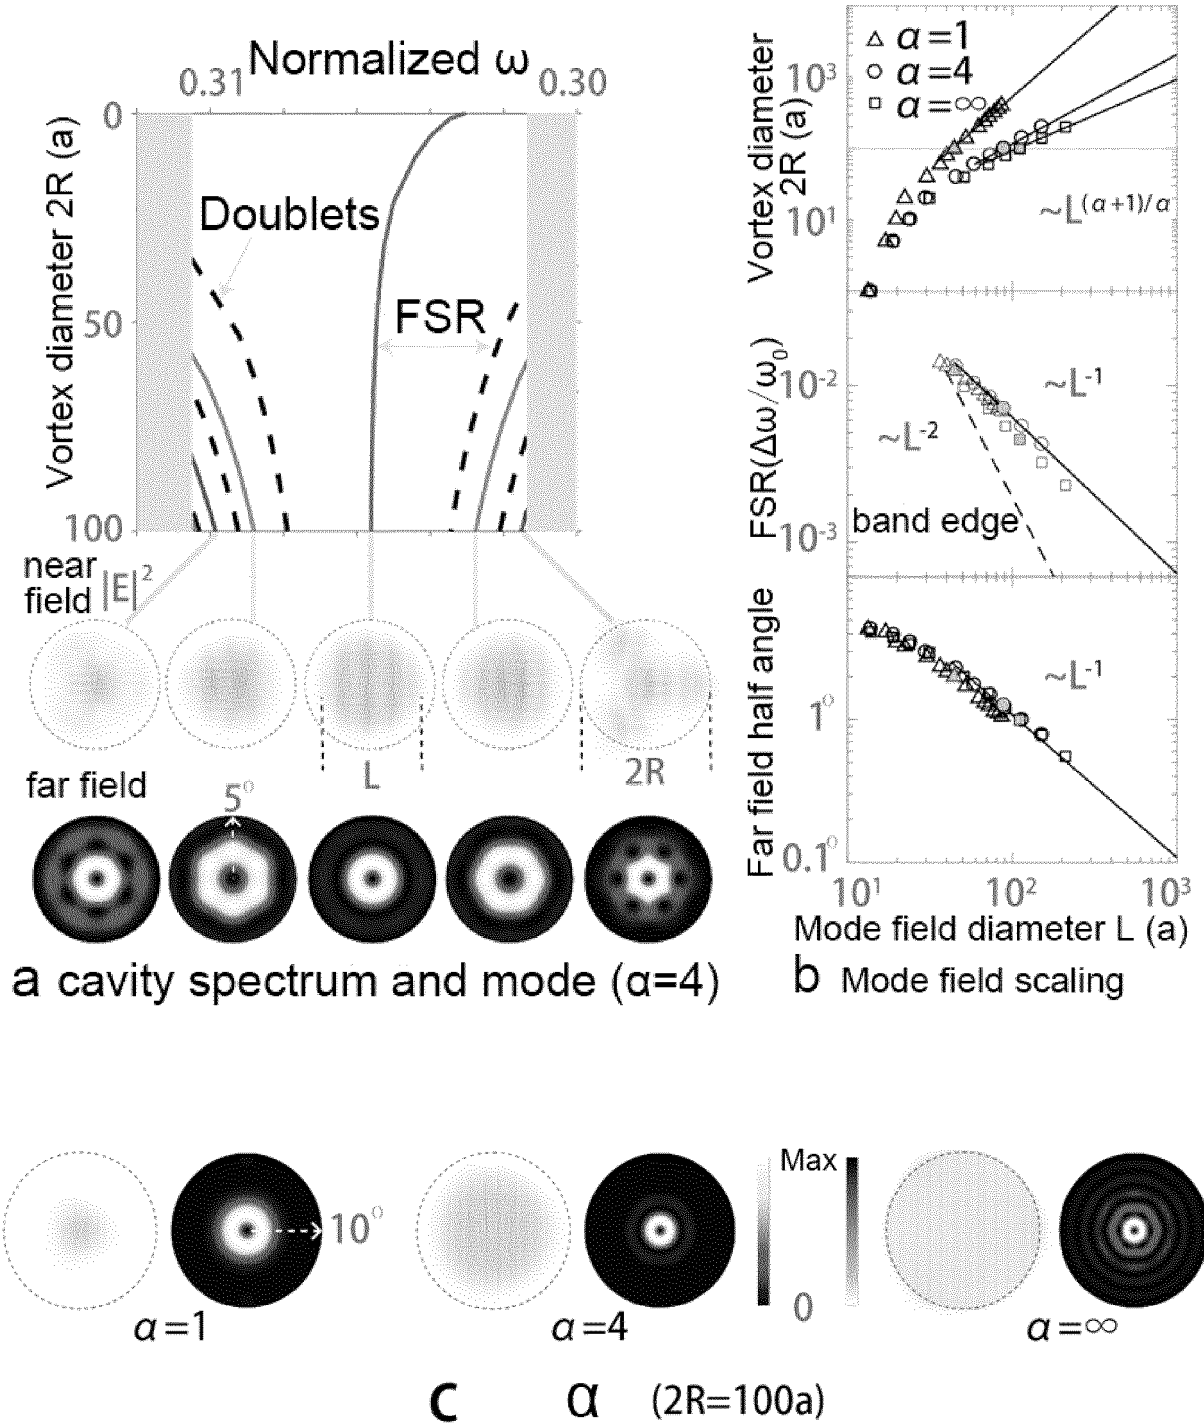 Normalized ω
0.31
0.30
Vortex diameter 2R (a)
0
50
100
Doublets
FSR
near
field |E|²
L
2R
far field
5°
a cavity spectrum and mode (α=4)
Vortex diameter
2R (a)
10³
10¹
α=1
α=4
α=∞
~L^(α+1)/α
FSR(Δω/ω₀)
10⁻²
10⁻³
~L⁻¹
~L⁻²
band edge
Far field half angle
1°
0.1°
~L⁻¹
10¹
10²
10³
Mode field diameter L (a)
b Mode field scaling
10°
Max
0
α=1
α=4
α=∞
c α (2R=100a)